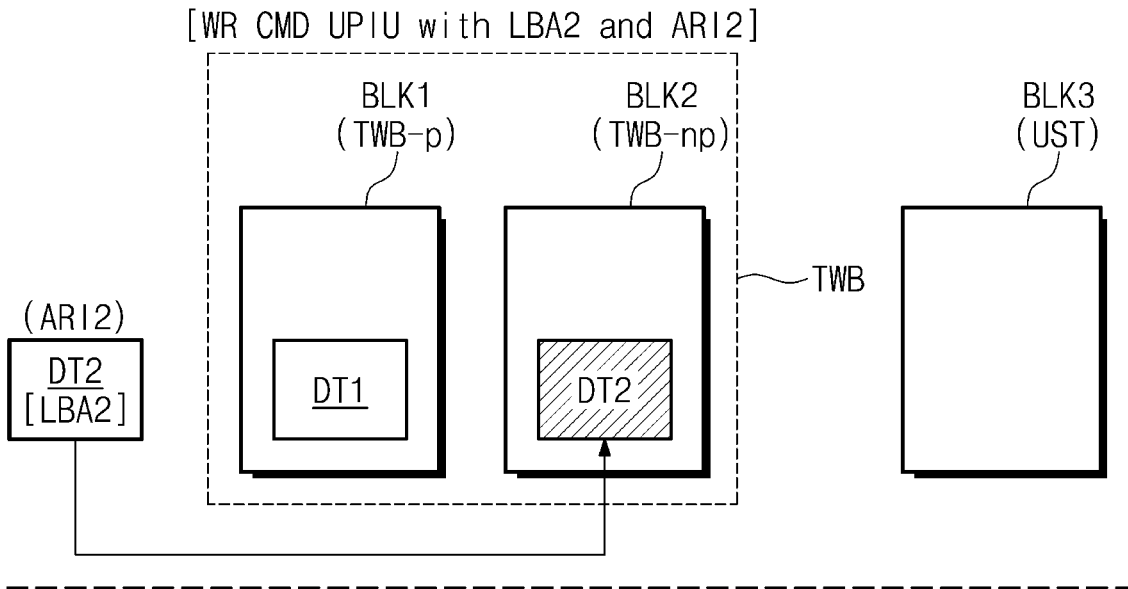 [WR CMD UPIU with LBA2 and ARI2]
BLK1
(TWB-p)
BLK2
(TWB-np)
BLK3
(UST)
TWB
(ARI2)
DT2
[LBA2]
DT1
DT2